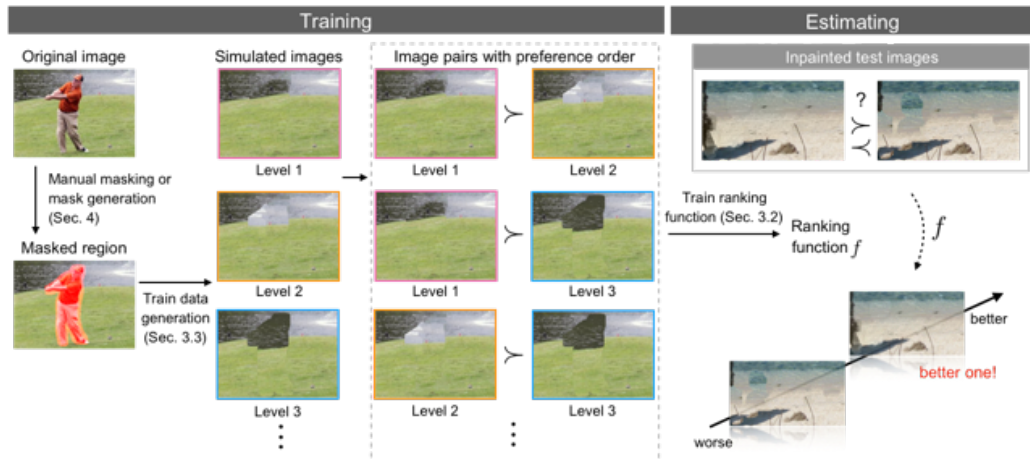 Training
Estimating
Original image
Simulated images
Image pairs with preference order
Inpainted test images
?
≻
≺
Level 1
Level 1
≻
Level 2
Manual masking or
mask generation
(Sec. 4)
Masked region
Train data
generation
(Sec. 3.3)
Level 2
Level 1
≻
Level 3
Train ranking
function (Sec. 3.2)
Ranking
function f
f
Level 3
Level 2
≻
Level 3
better
better one!
worse